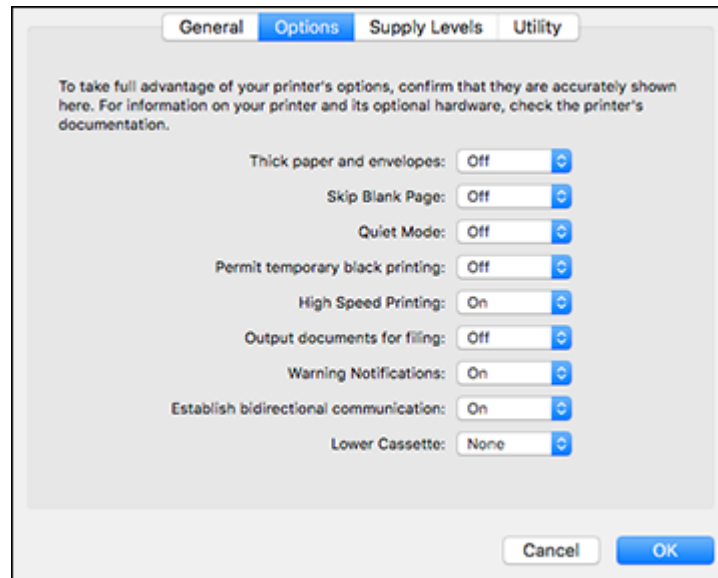 General Options Supply Levels Utility
To take full advantage of your printer's options, confirm that they are accurately shown
here. For information on your printer and its optional hardware, check the printer's
documentation.
Thick paper and envelopes: Off
Skip Blank Page: Off
Quiet Mode: Off
Permit temporary black printing: Off
High Speed Printing: On
Output documents for filing: Off
Warning Notifications: On
Establish bidirectional communication: On
Lower Cassette: None
Cancel OK